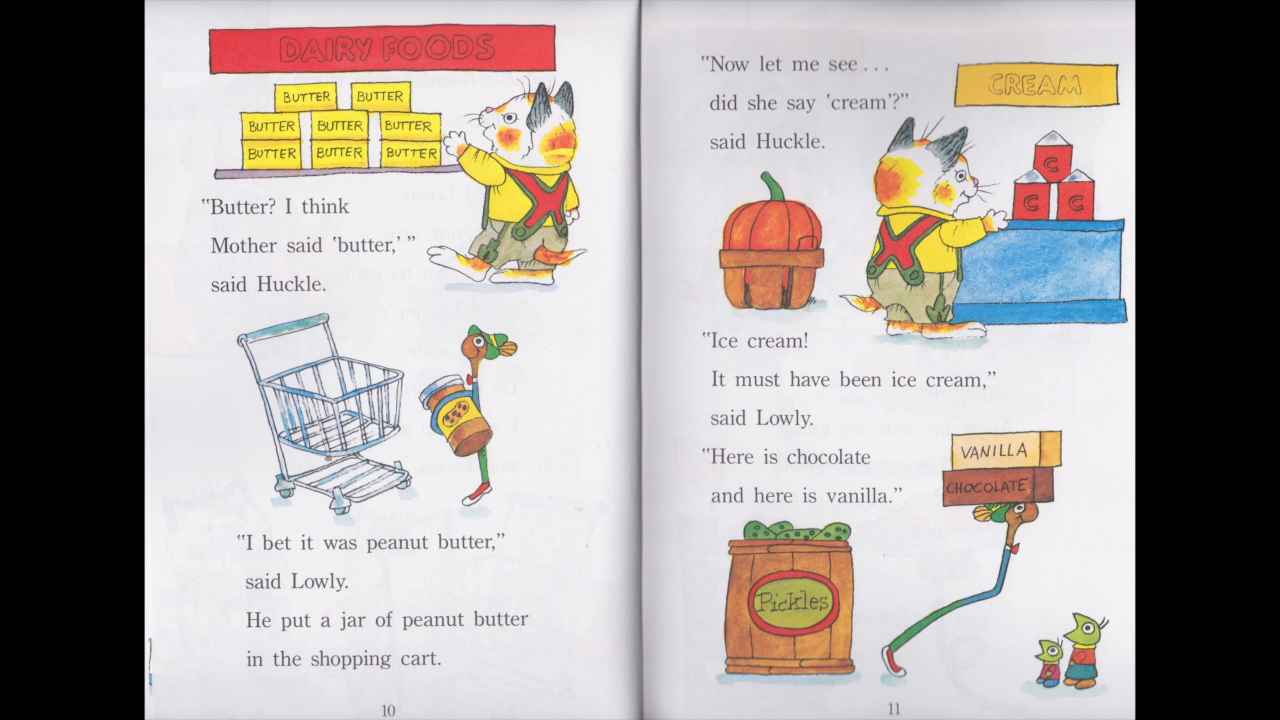 DAIRY FOODS
BUTTER BUTTER
BUTTER BUTTER BUTTER
BUTTER BUTTER BUTTER
"Butter? I think
Mother said 'butter,' "
said Huckle.
"I bet it was peanut butter,"
said Lowly.
He put a jar of peanut butter
in the shopping cart.
10
"Now let me see...
did she say 'cream'?"
said Huckle.
CREAM
C
C C
"Ice cream!
It must have been ice cream,"
said Lowly.
"Here is chocolate
and here is vanilla."
VANILLA
CHOCOLATE
Pickles
11